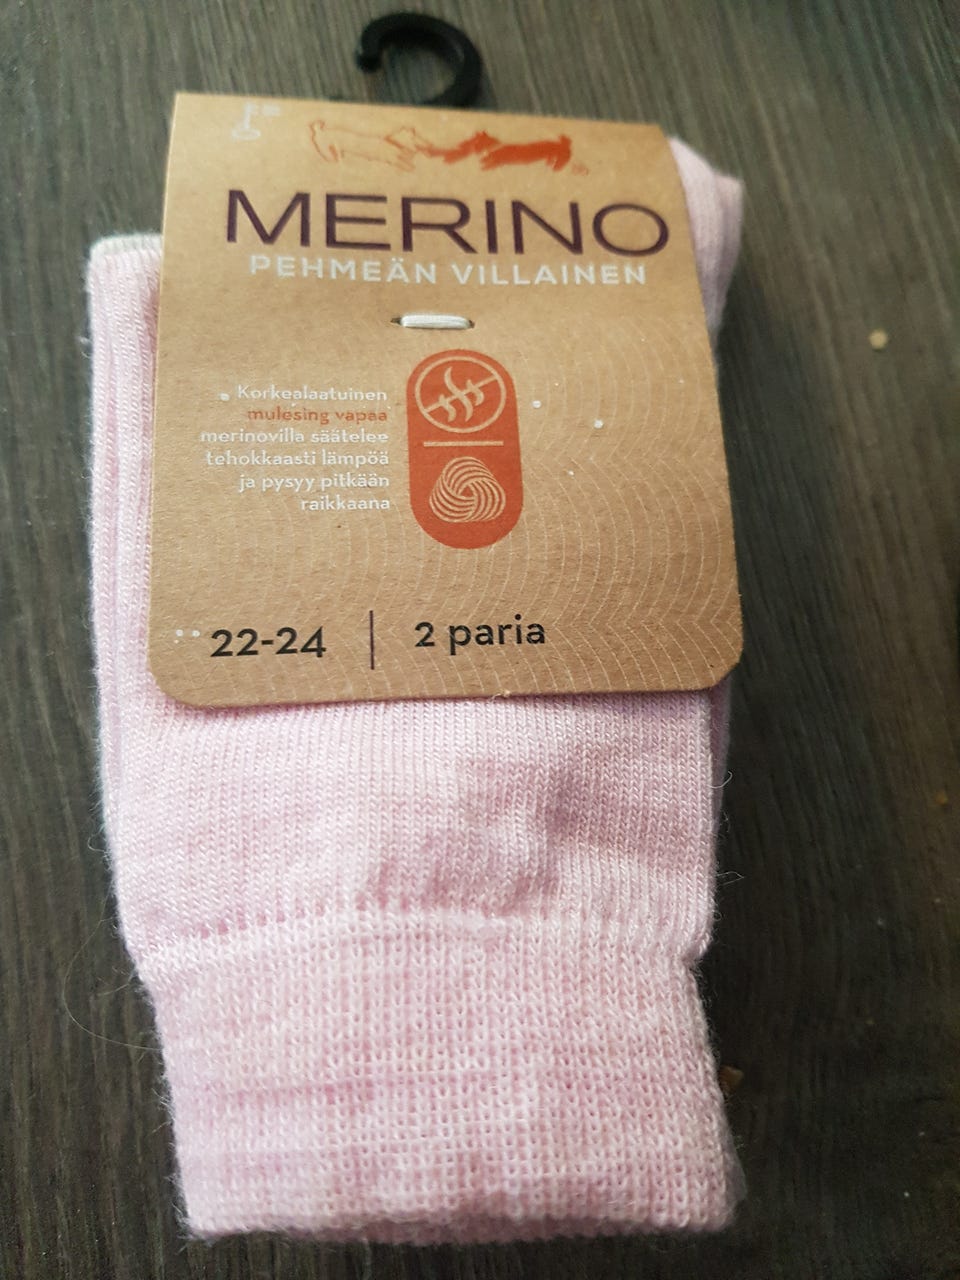 MERINO
PEHMEÄN VILLAINEN
Korkealaatuinen
mulesing vapaa
merinovilla säätelee
tehokkaasti lämpöä
ja pysyy pitkään
raikkaana
22-24 | 2 paria